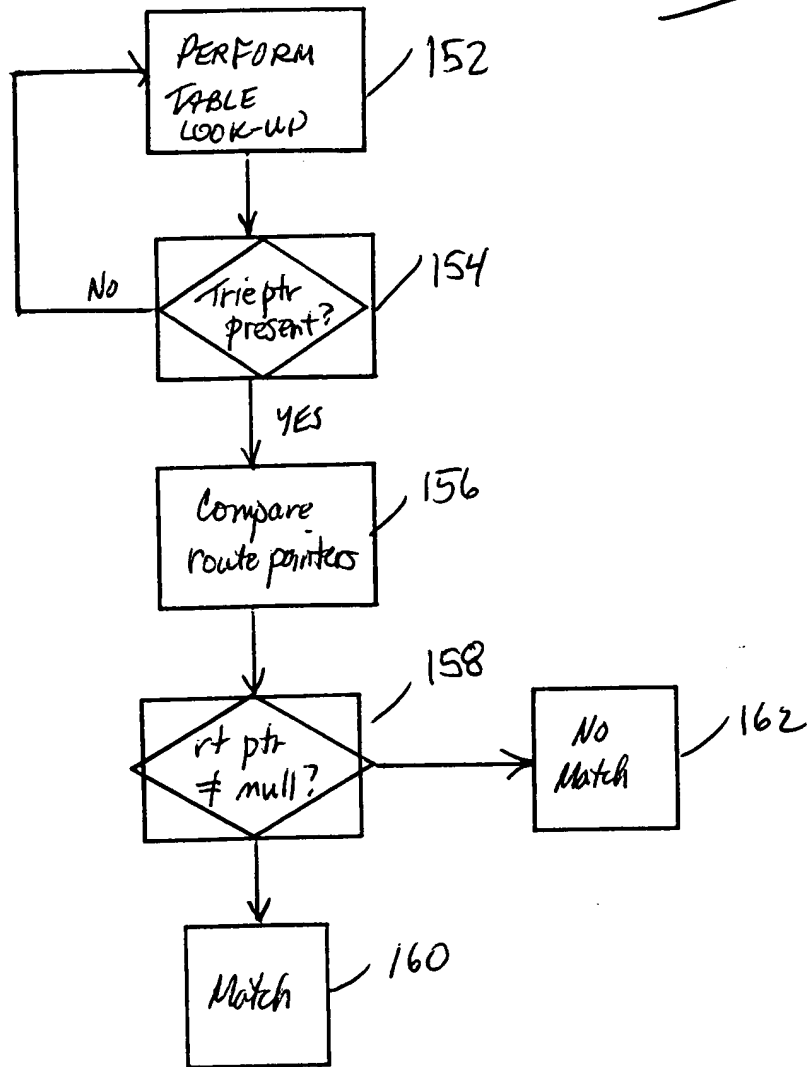 PERFORM
TABLE
LOOK-UP
152
Trie ptr
present?
154
No
YES
Compare
route pointers
156
rt ptr
≠ null?
158
No
Match
162
Match
160